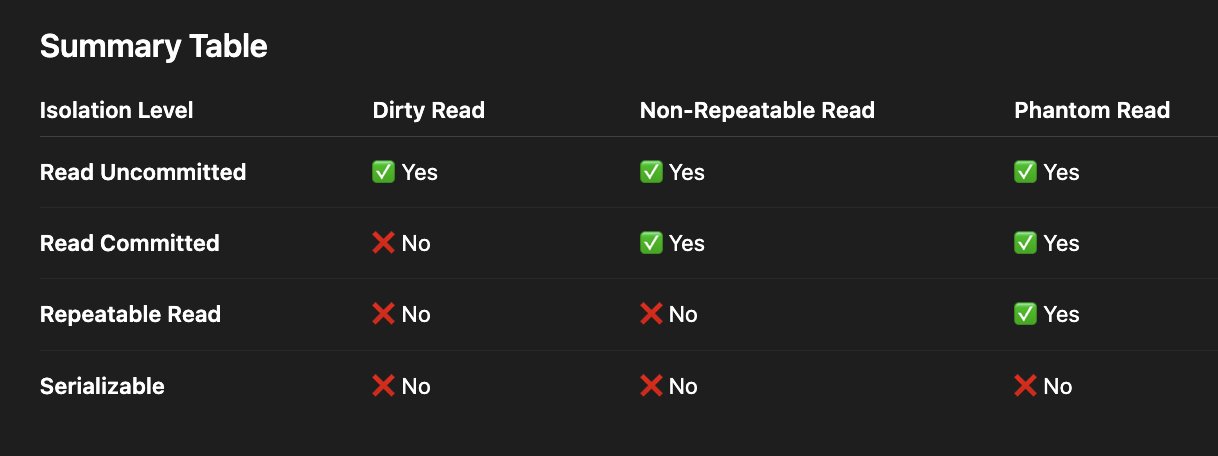 Summary Table
Isolation Level Dirty Read Non-Repeatable Read Phantom Read
Read Uncommitted ✅ Yes ✅ Yes ✅ Yes
Read Committed ❌ No ✅ Yes ✅ Yes
Repeatable Read ❌ No ❌ No ✅ Yes
Serializable ❌ No ❌ No ❌ No